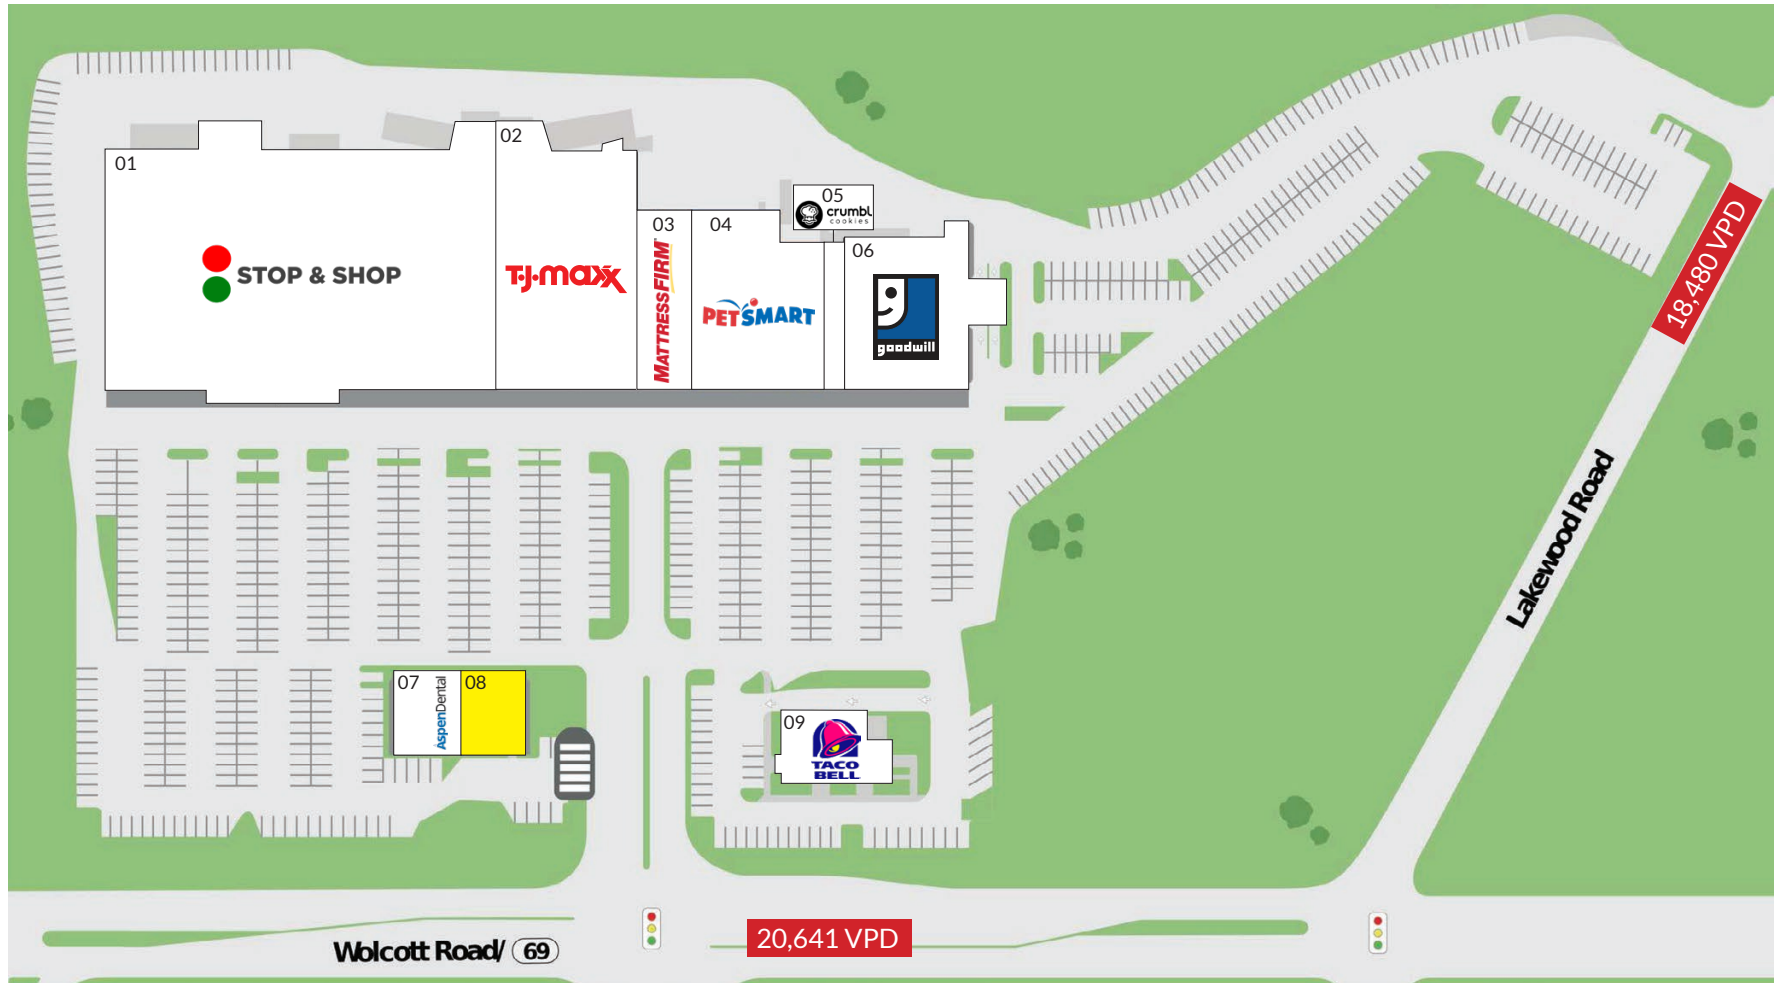 01
STOP & SHOP
02
T·J·maxx
03
MATTRESSFIRM
04
PETSMART
05
crumbl
cookies
06
goodwill
18,480 VPD
Lakewood Road
07
AspenDental
08
09
TACO
BELL
20,641 VPD
Wolcott Road/ 69